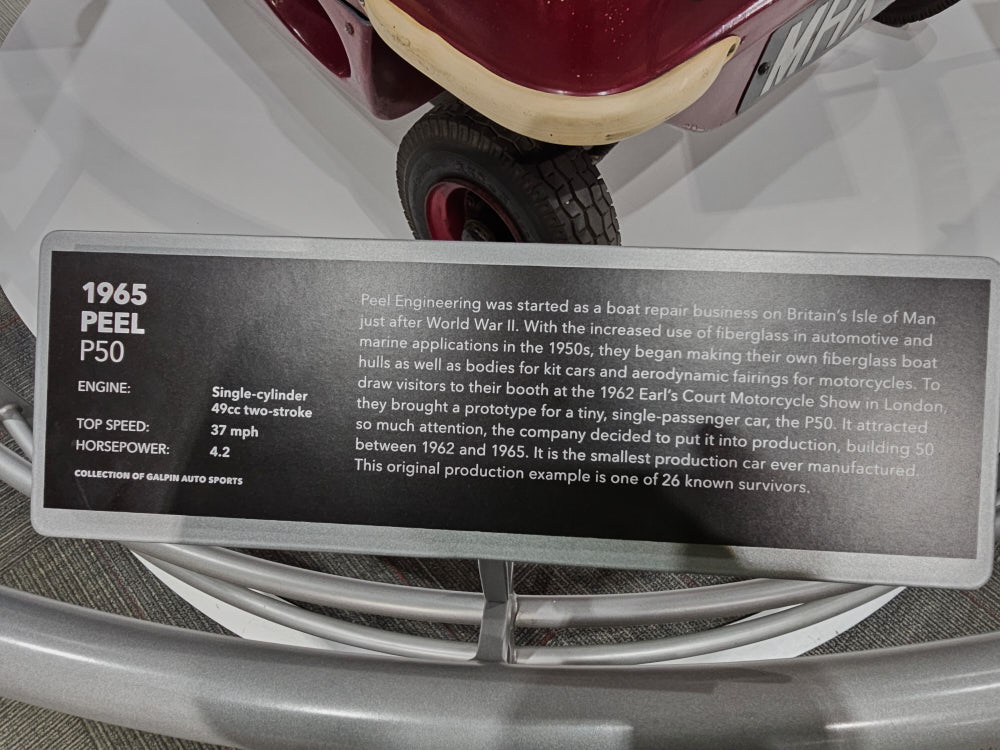 MHK
1965
PEEL
P50
ENGINE: Single-cylinder
49cc two-stroke
TOP SPEED: 37 mph
HORSEPOWER: 4.2
COLLECTION OF GALPIN AUTO SPORTS
Peel Engineering was started as a boat repair business on Britain's Isle of Man
just after World War II. With the increased use of fiberglass in automotive and
marine applications in the 1950s, they began making their own fiberglass boat
hulls as well as bodies for kit cars and aerodynamic fairings for motorcycles. To
draw visitors to their booth at the 1962 Earl's Court Motorcycle Show in London,
they brought a prototype for a tiny, single-passenger car, the P50. It attracted
so much attention, the company decided to put it into production, building 50
between 1962 and 1965. It is the smallest production car ever manufactured.
This original production example is one of 26 known survivors.